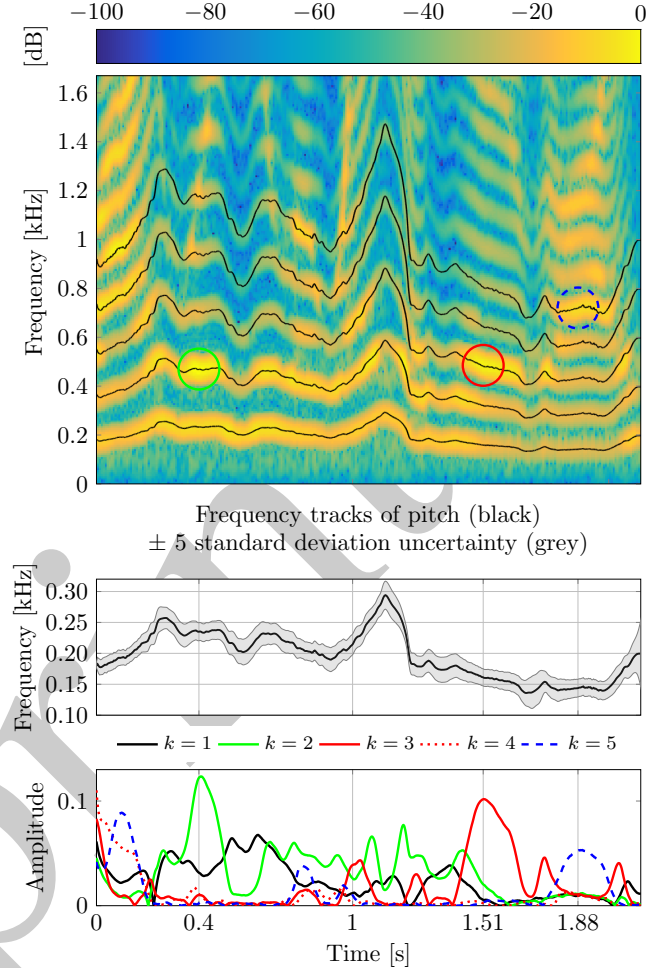 −100 −80 −60 −40 −20 0
[dB]
1.6
1.4
1.2
1
0.8
0.6
0.4
0.2
0
Frequency [kHz]
Frequency tracks of pitch (black)
± 5 standard deviation uncertainty (grey)
0.30
0.25
0.20
0.15
0.10
Frequency [kHz]
k = 1 k = 2 k = 3 k = 4 k = 5
0.1
0
Amplitude
0 0.4 1 1.51 1.88
Time [s]